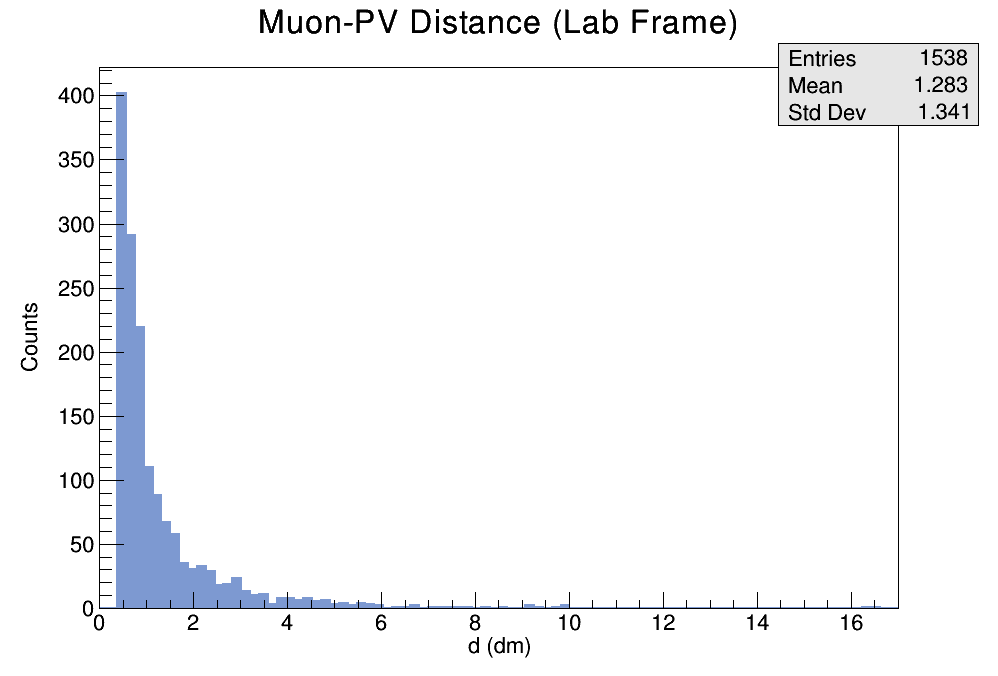 Muon-PV Distance (Lab Frame)
Entries 1538
Mean 1.283
Std Dev 1.341
400
350
300
250
200
150
100
50
0
Counts
0 2 4 6 8 10 12 14 16
d (dm)